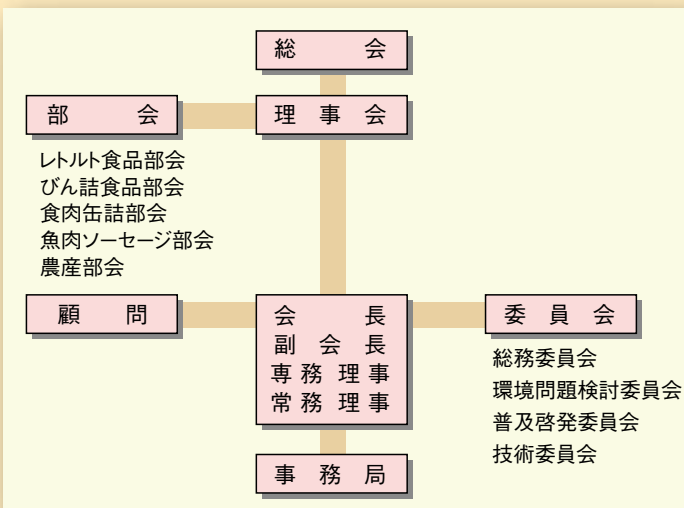 総会
部会
理事会
レトルト食品部会
びん詰食品部会
食肉缶詰部会
魚肉ソーセージ部会
農産部会
顧問
会長
副会長
専務理事
常務理事
委員会
総務委員会
環境問題検討委員会
普及啓発委員会
技術委員会
事務局